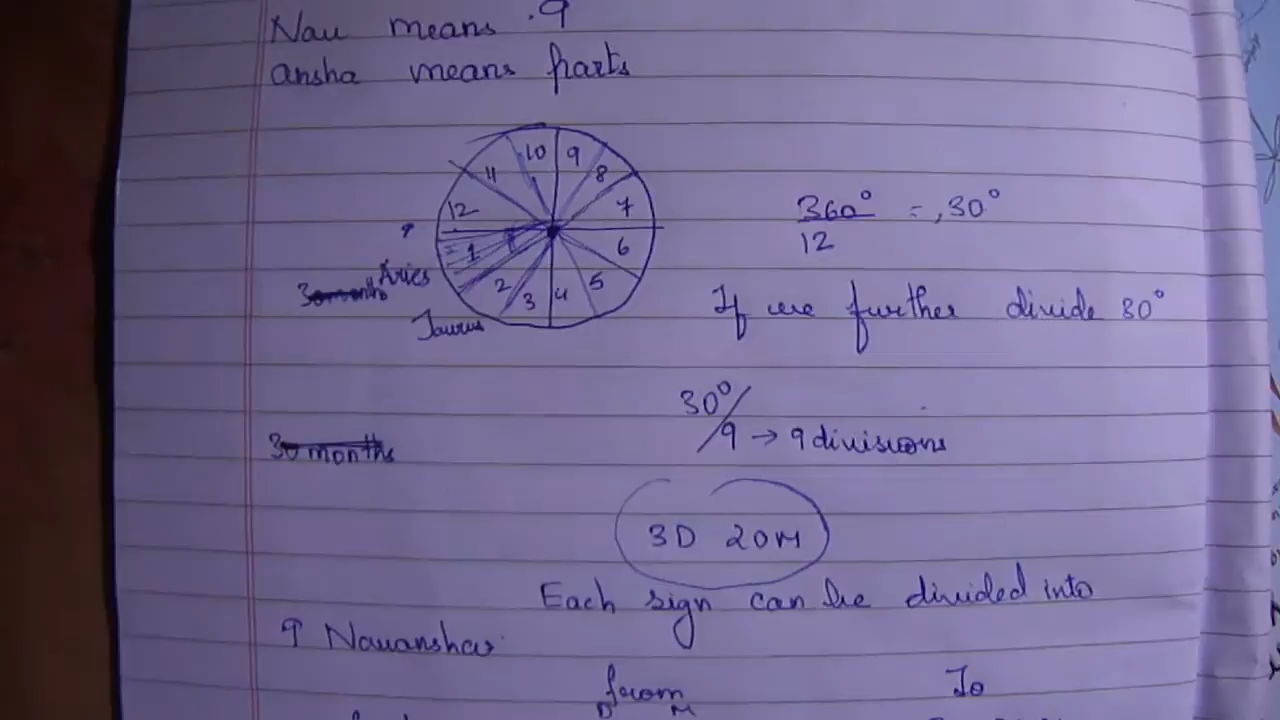 Nau means 9
ansha means parts
10 9
11 8
12 7
1 6
2 3 4 5
Aries
Taurus
360° = 30°
12
If we further divide 30°
30°/9 → 9 divisions
30 months
3D 20M
Each sign can be divided into
9 Navanshas
from To
D M